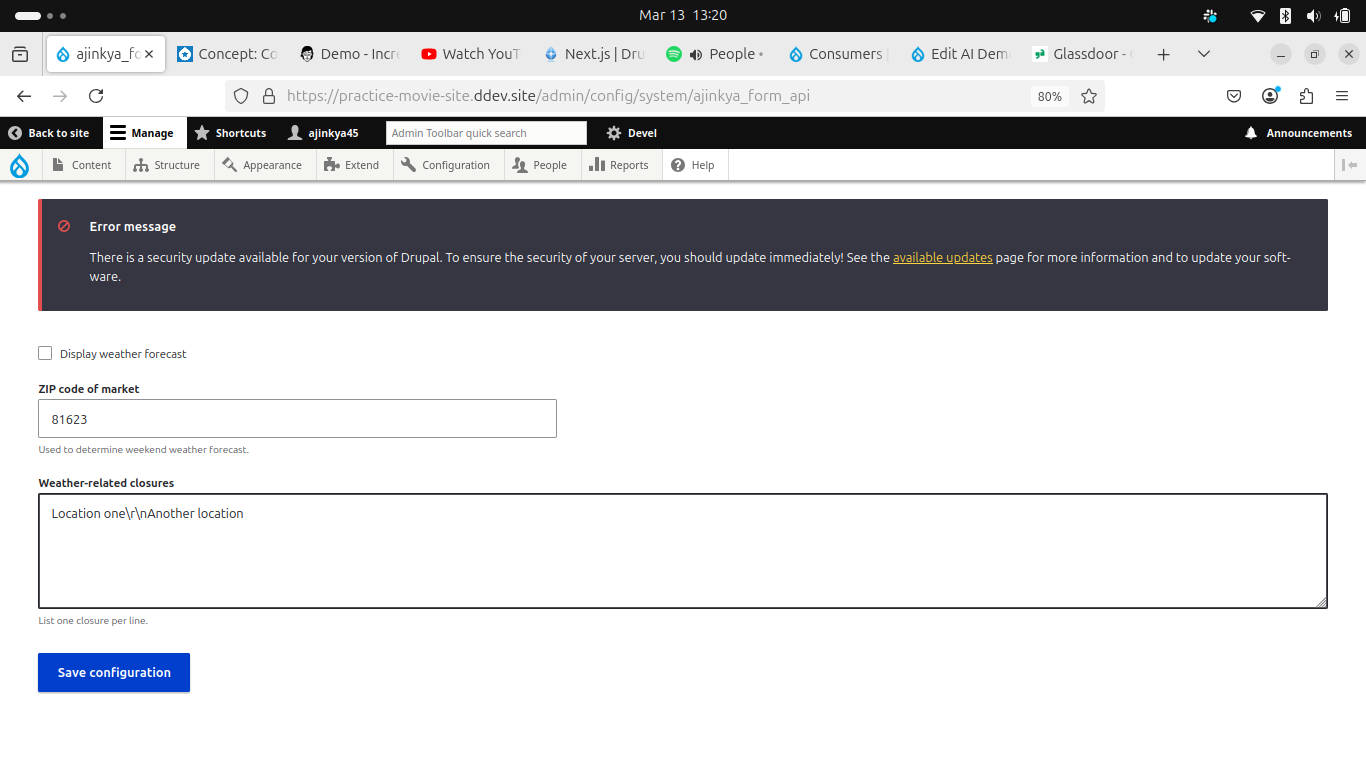 Mar 13 13:20
ajinkya_fo
Concept: Co
Demo - Incre
Watch YouT
Next.js | Dru
People •
Consumers |
Edit AI Dem
Glassdoor -
https://practice-movie-site.ddev.site/admin/config/system/ajinkya_form_api
80%
Back to site
Manage
Shortcuts
ajinkya45
Admin Toolbar quick search
Devel
Announcements
Content
Structure
Appearance
Extend
Configuration
People
Reports
Help
Error message
There is a security update available for your version of Drupal. To ensure the security of your server, you should update immediately! See the available updates page for more information and to update your soft-
ware.
Display weather forecast
ZIP code of market
81623
Used to determine weekend weather forecast.
Weather-related closures
Location one\r\nAnother location
List one closure per line.
Save configuration